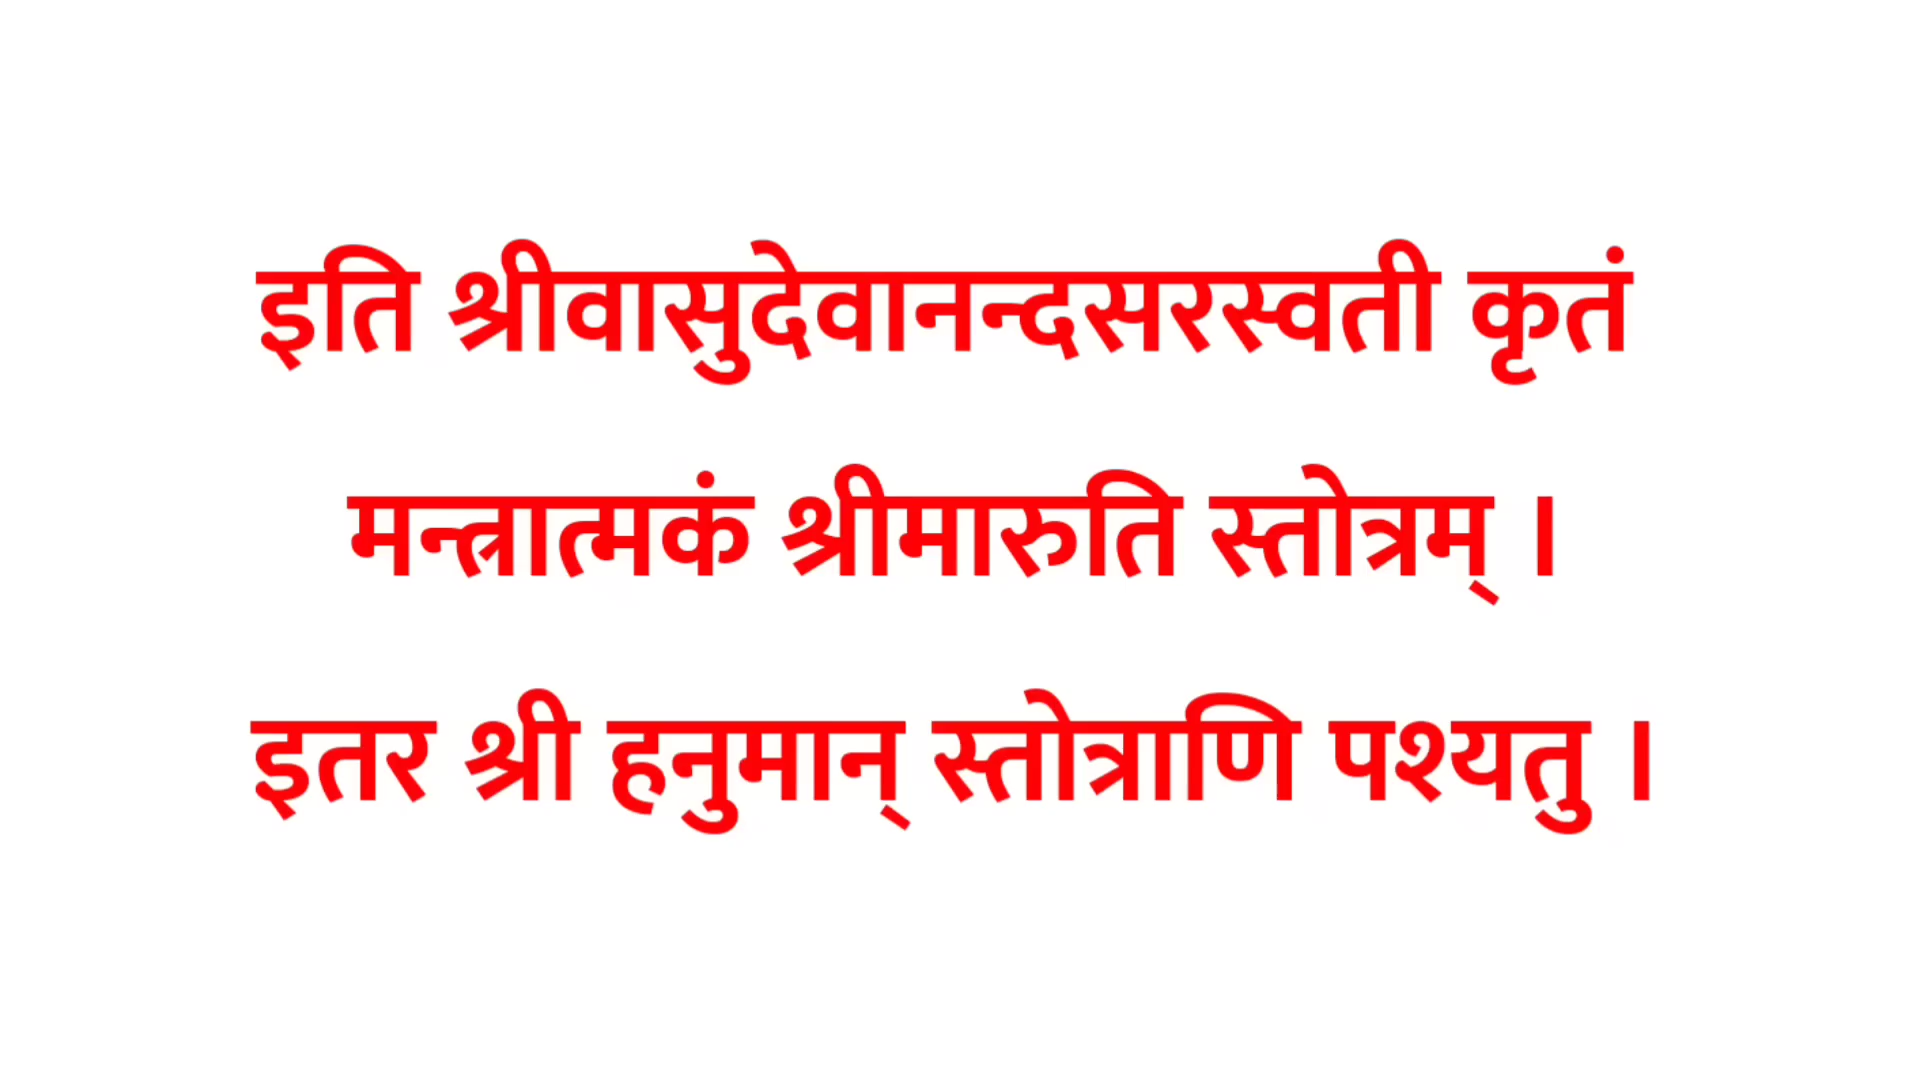 इति श्रीवासुदेवानन्दसरस्वती कृतं
मन्त्रात्मकं श्रीमारुति स्तोत्रम् ।
इतर श्री हनुमान् स्तोत्राणि पश्यतु ।